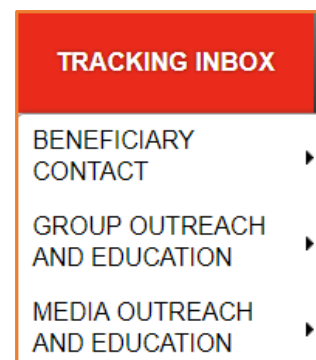 TRACKING INBOX
BENEFICIARY
CONTACT
GROUP OUTREACH
AND EDUCATION
MEDIA OUTREACH
AND EDUCATION